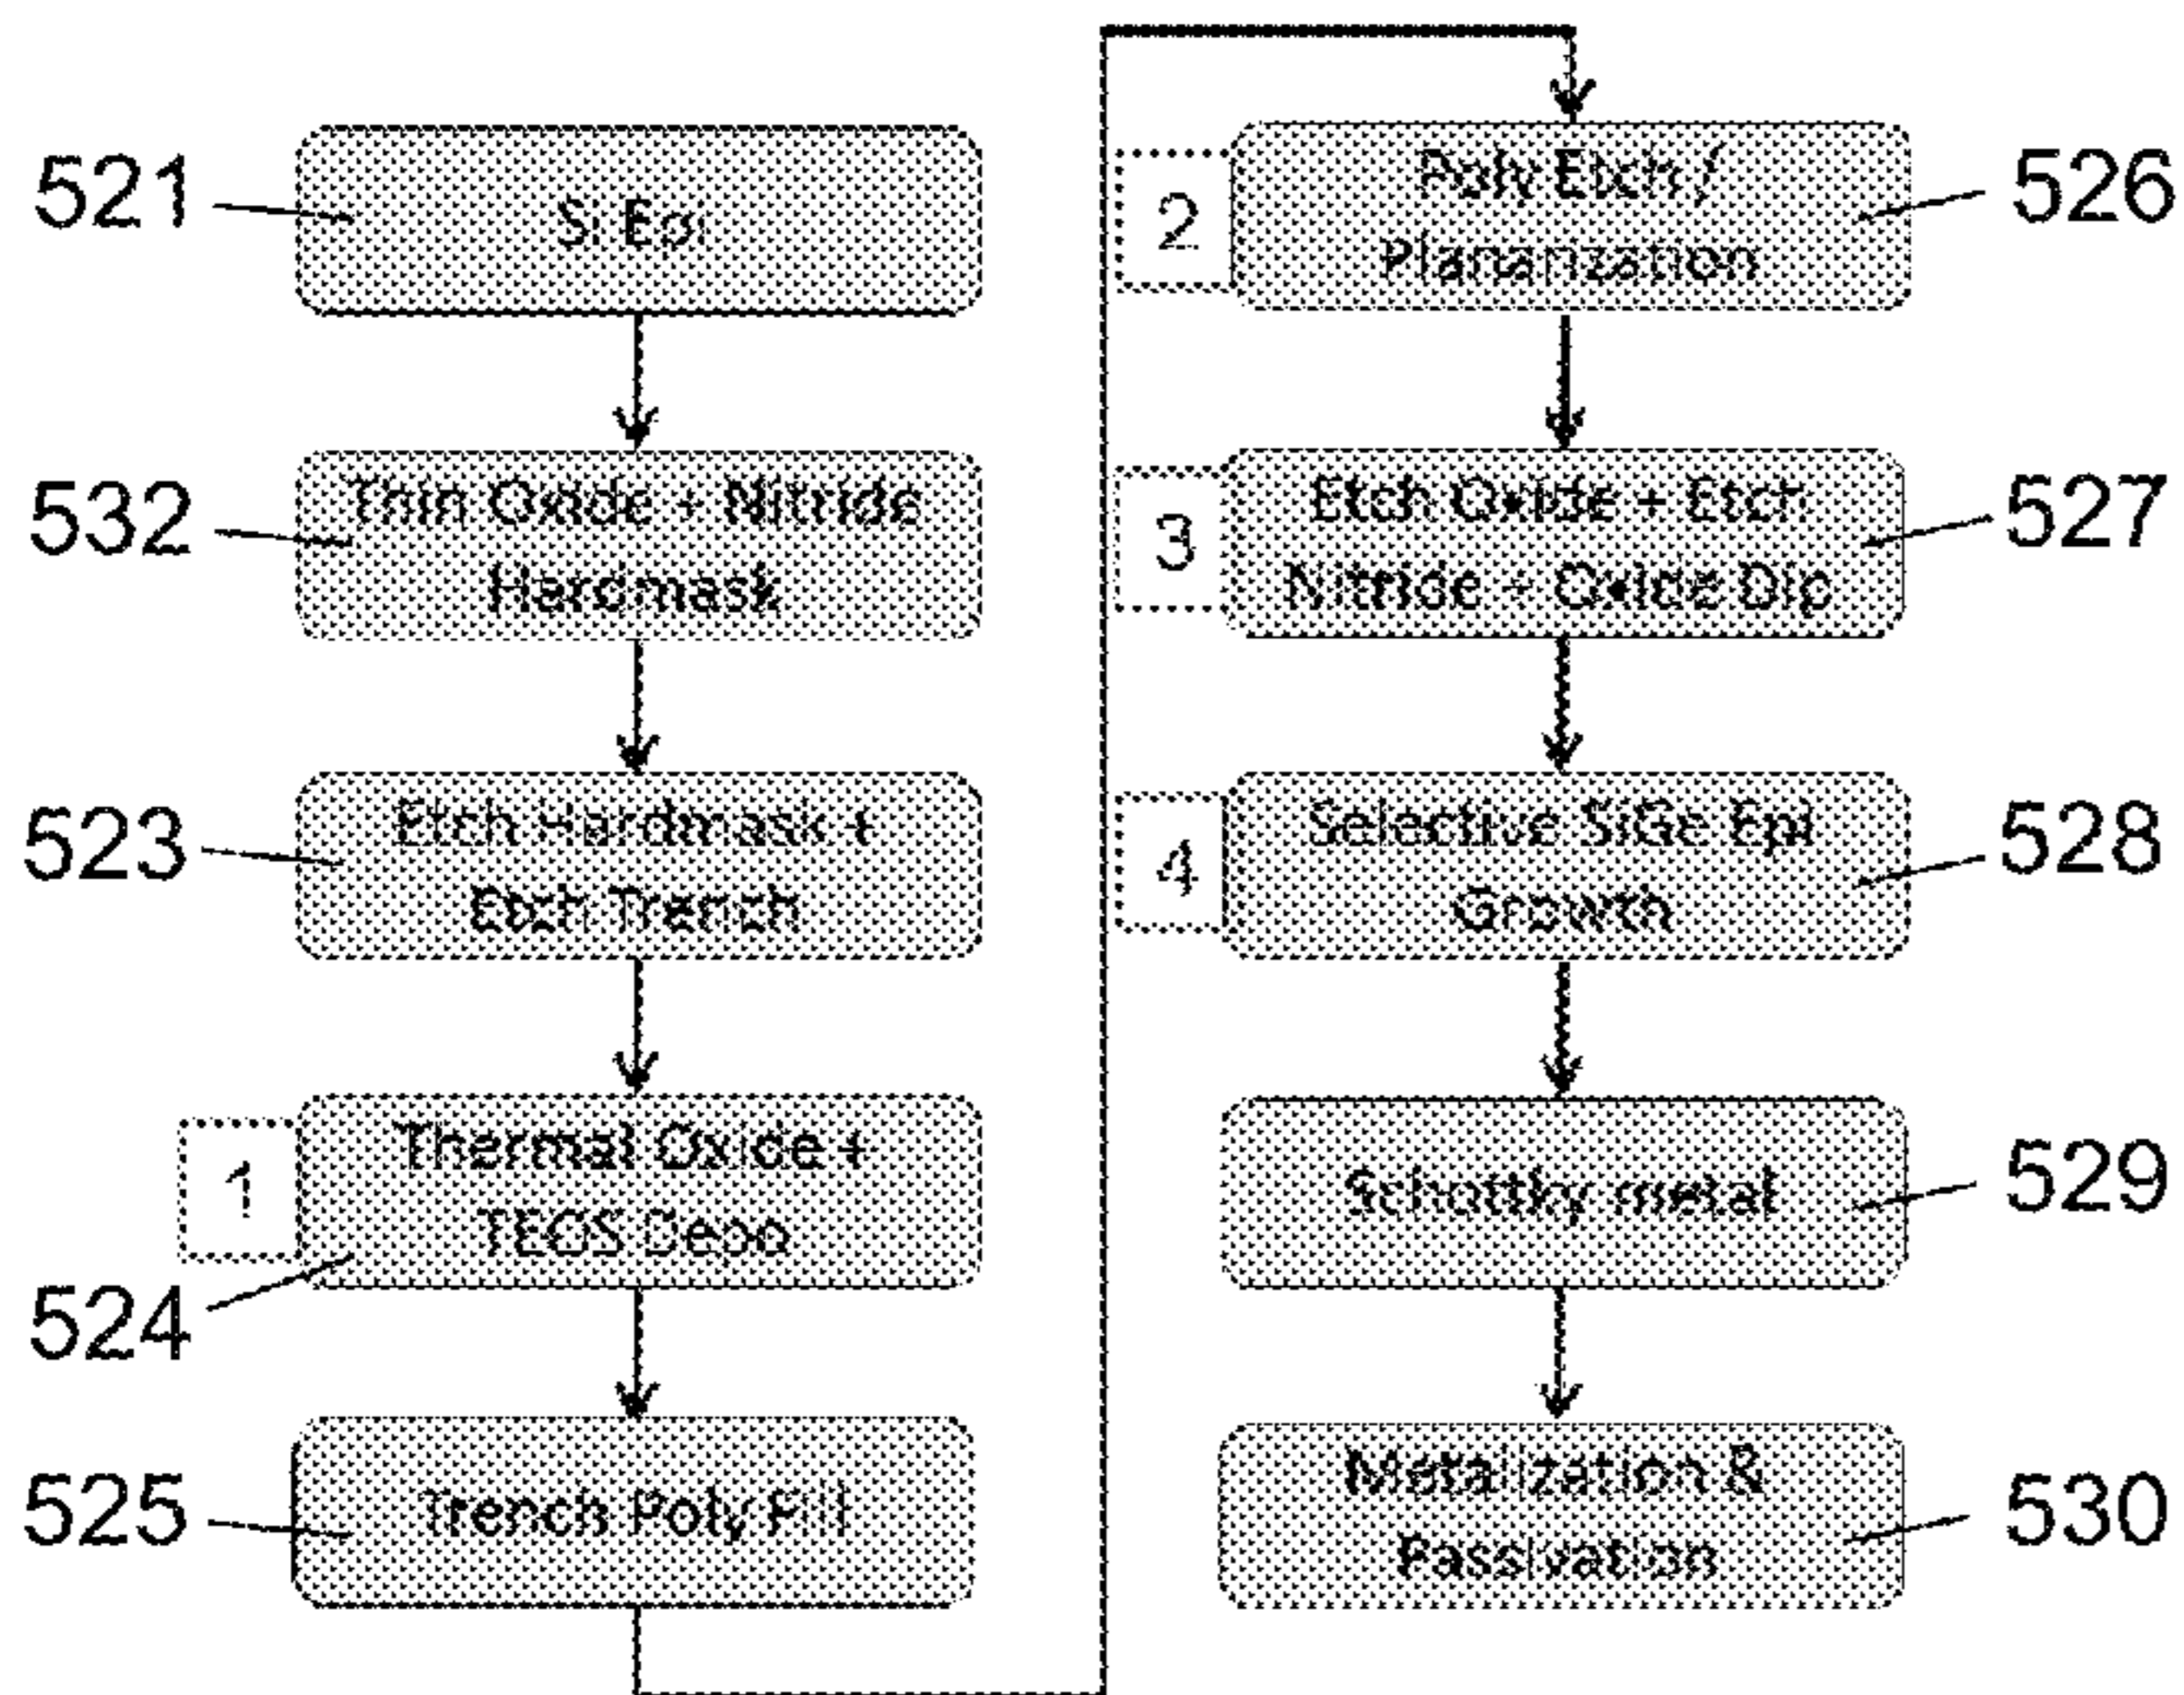 521
Si Epi
532
Thin Oxide + Nitride
Hardmask
523
Etch Hardmask +
Etch Trench
1
Thermal Oxide +
TEOS Depo
524
525
Trench Poly Fill
2
Poly Etch /
Planarization
526
3
Etch Oxide + Etch
Nitride + Oxide Dip
527
4
Selective SiGe Epi
Growth
528
Schottky metal
529
Metalization &
Passivation
530